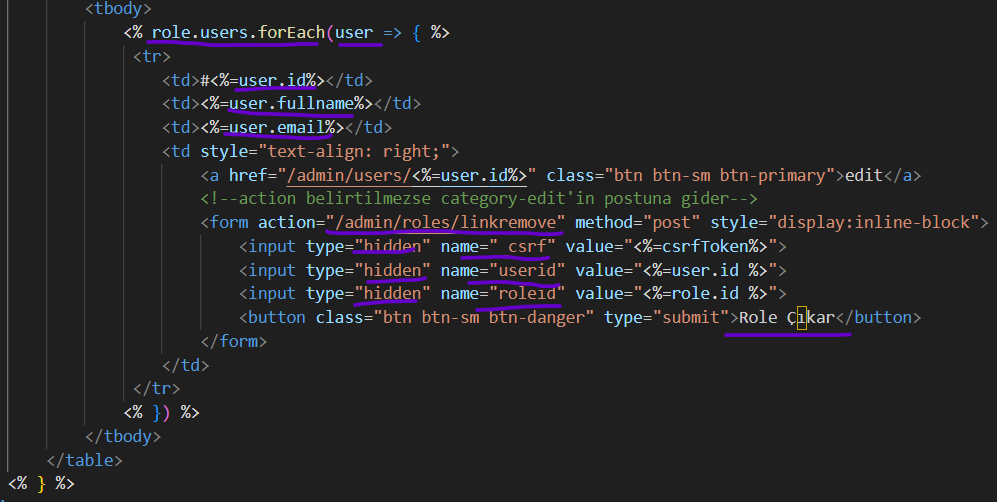 <tbody>
<% role.users.forEach(user => { %>
<tr>
<td>#<%=user.id%></td>
<td><%=user.fullname%></td>
<td><%=user.email%></td>
<td style="text-align: right;">
<a href="/admin/users/<%=user.id%>" class="btn btn-sm btn-primary">edit</a>
<!--action belirtilmezse category-edit'in postuna gider-->
<form action="/admin/roles/linkremove" method="post" style="display:inline-block">
<input type="hidden" name="_csrf" value="<%=csrfToken%>">
<input type="hidden" name="userid" value="<%=user.id %>">
<input type="hidden" name="roleid" value="<%=role.id %>">
<button class="btn btn-sm btn-danger" type="submit">Role Çıkar</button>
</form>
</td>
</tr>
<% }) %>
</tbody>
</table>
<% } %>